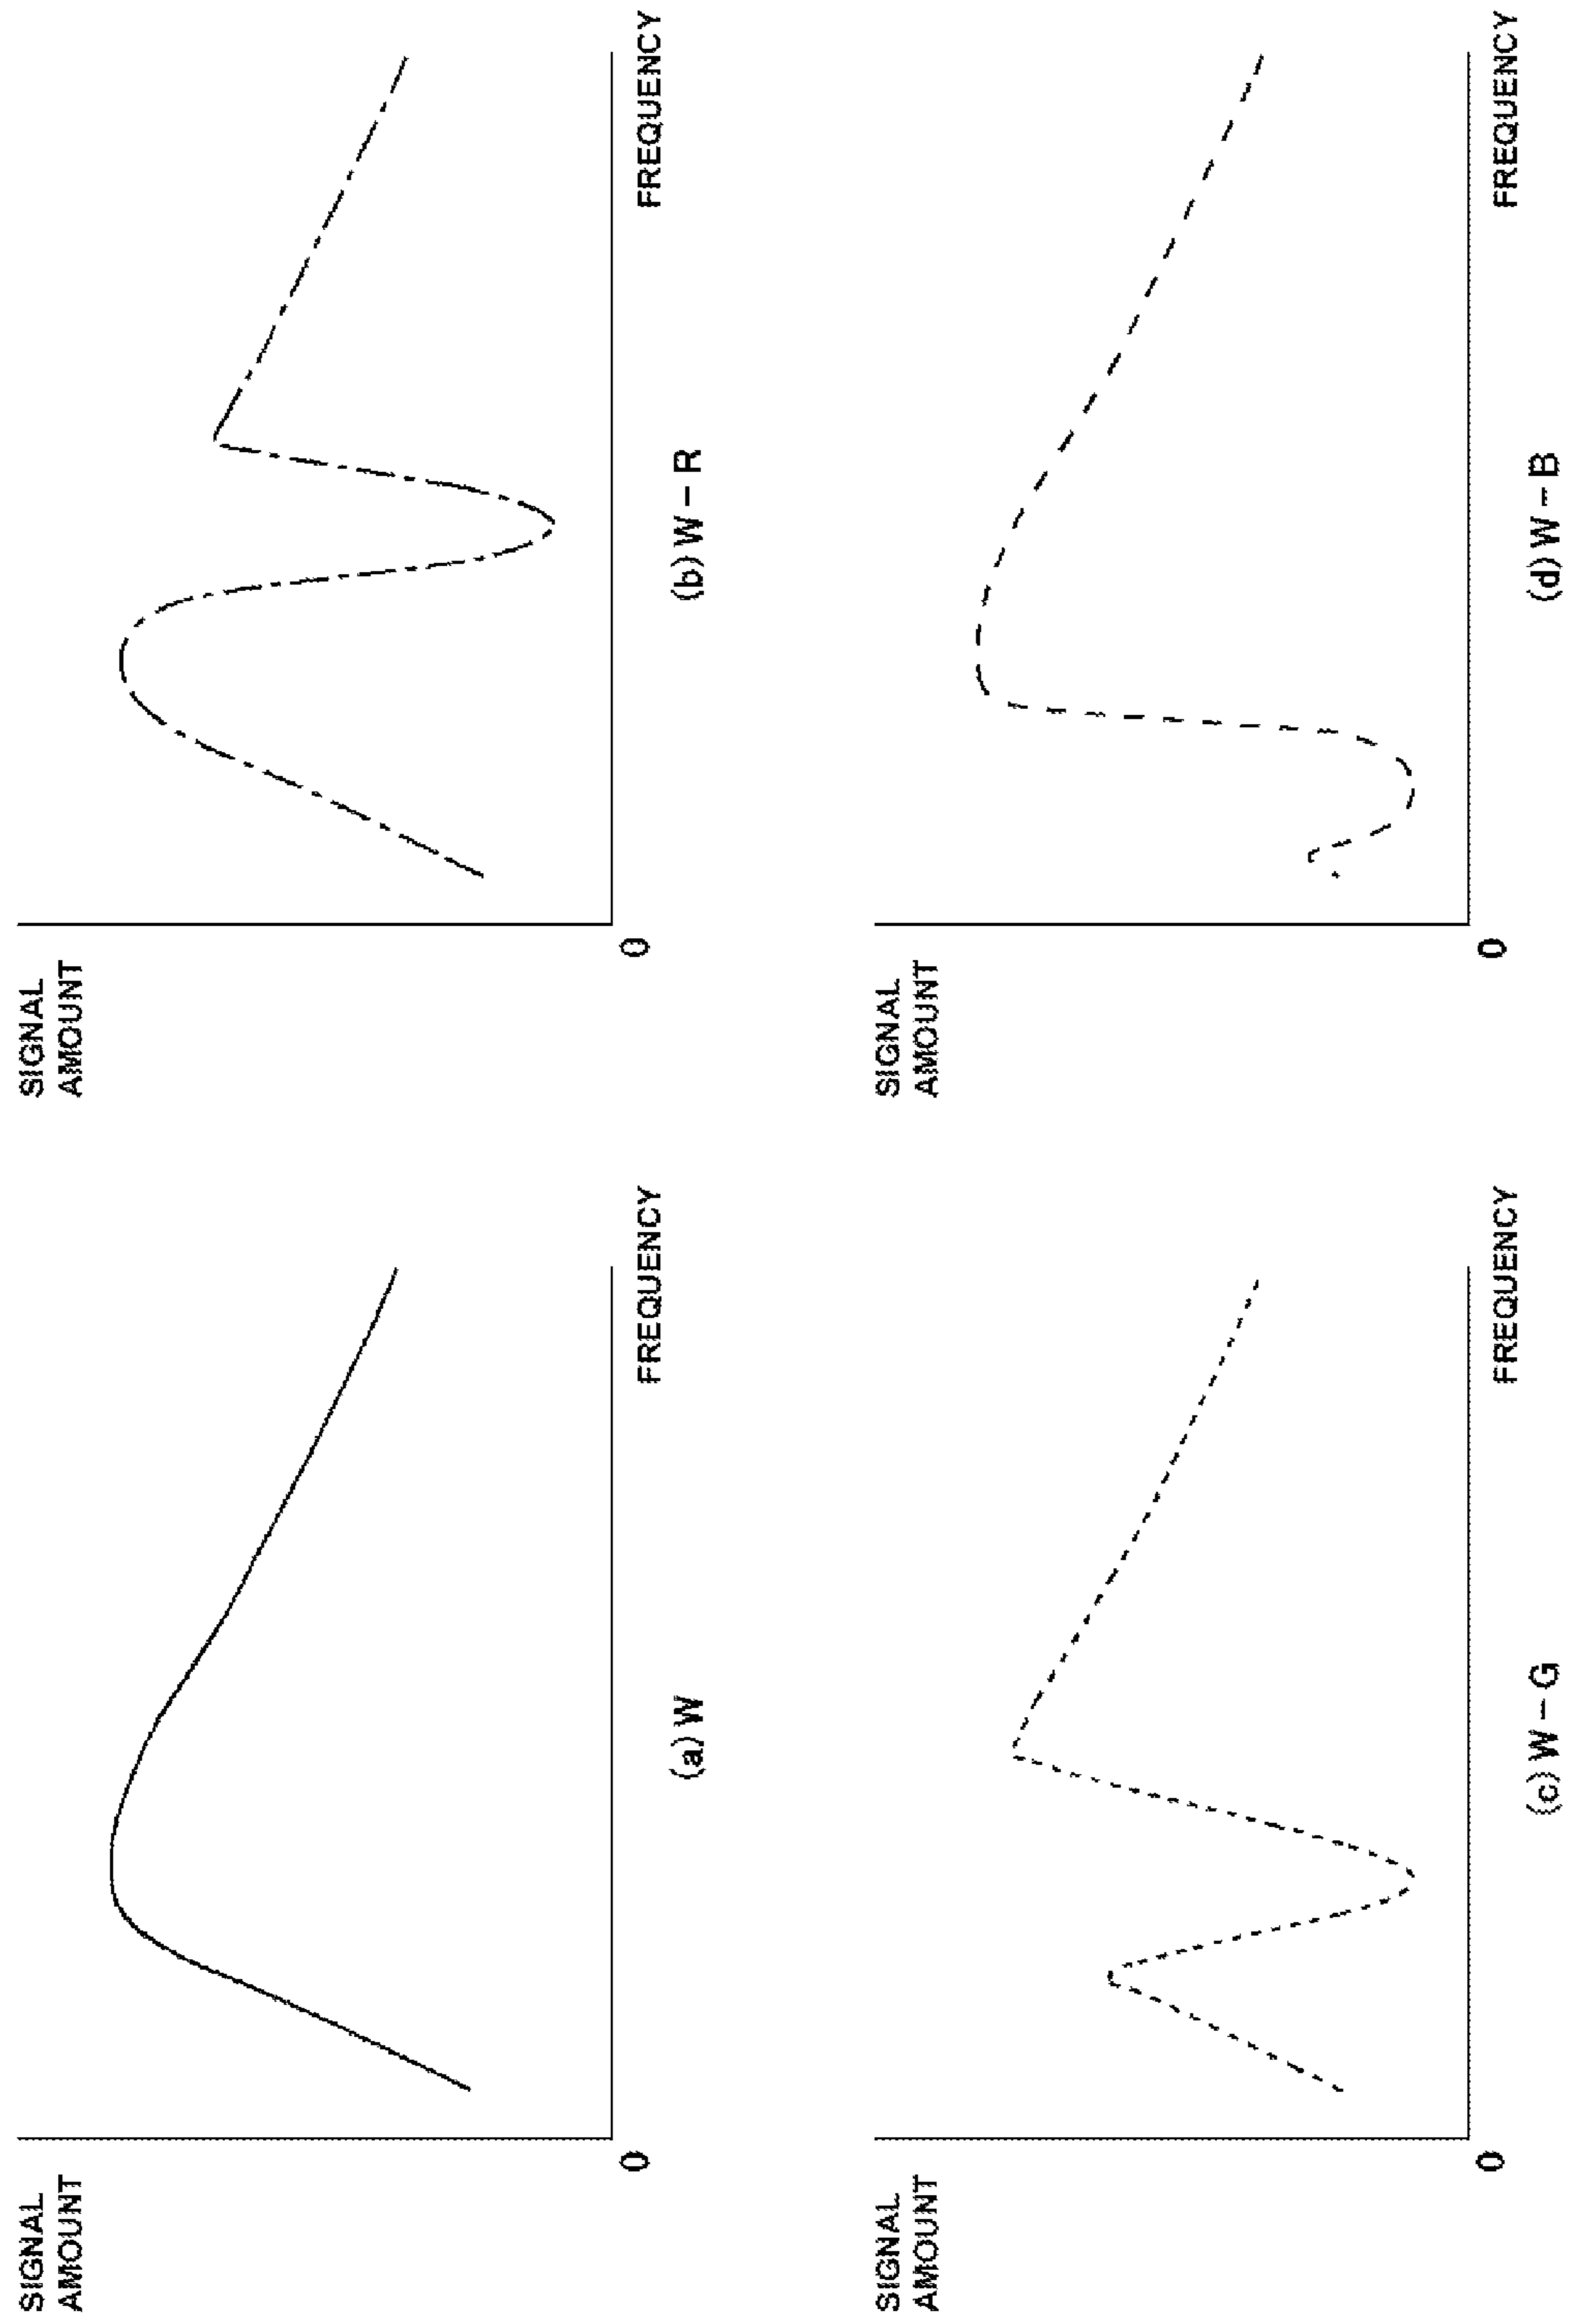 SIGNAL
AMOUNT
0
FREQUENCY
(a) W
SIGNAL
AMOUNT
0
FREQUENCY
(b) W – R
SIGNAL
AMOUNT
0
FREQUENCY
(c) W – G
SIGNAL
AMOUNT
0
FREQUENCY
(d) W – B